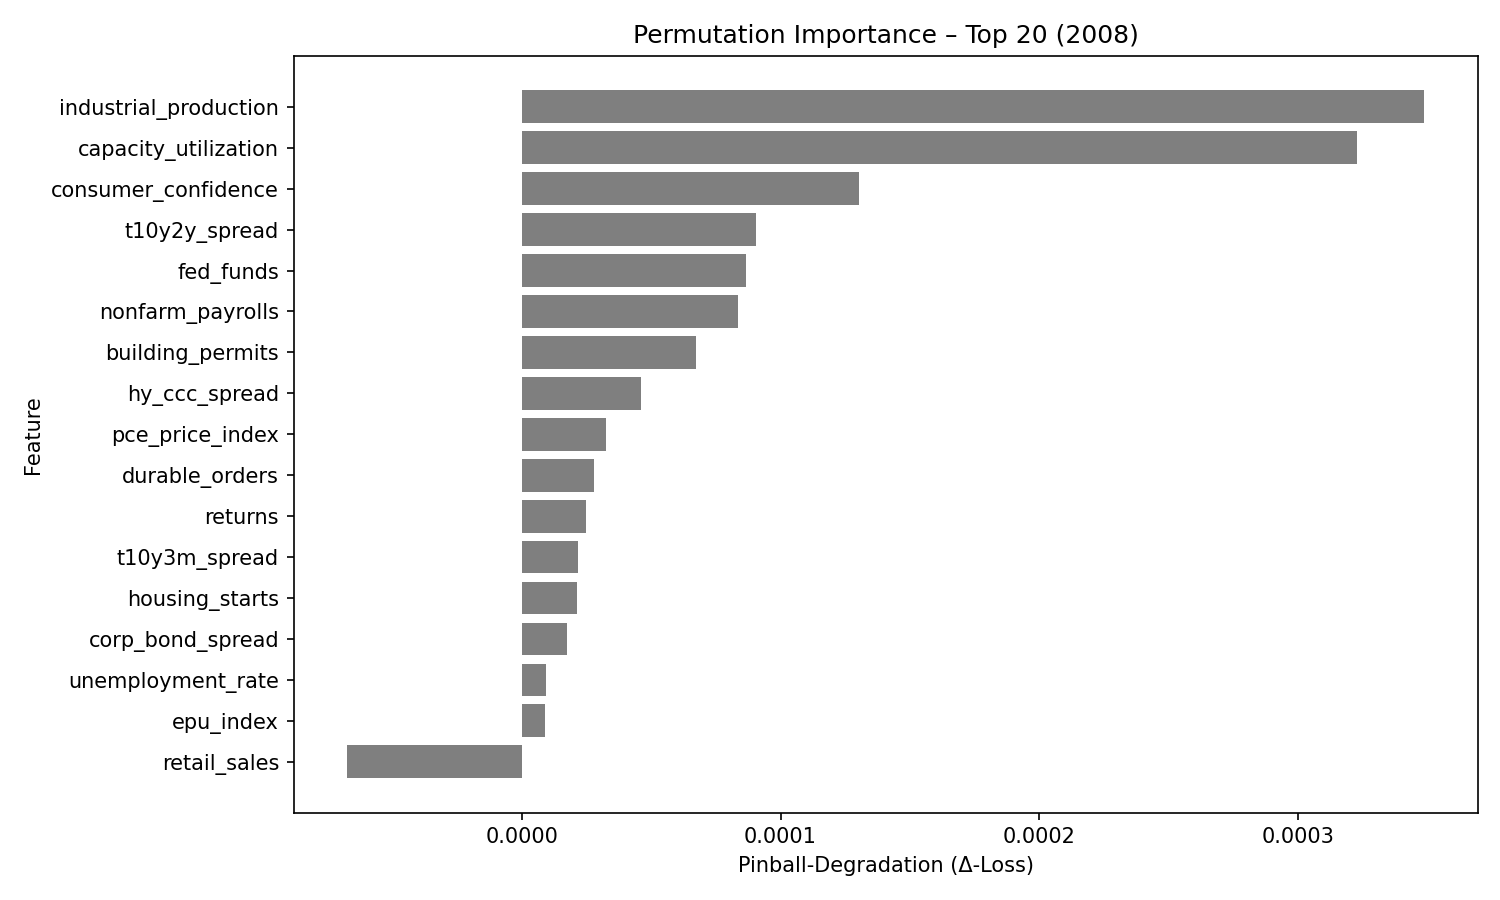 Permutation Importance – Top 20 (2008)
industrial_production
capacity_utilization
consumer_confidence
t10y2y_spread
fed_funds
nonfarm_payrolls
building_permits
hy_ccc_spread
pce_price_index
durable_orders
returns
t10y3m_spread
housing_starts
corp_bond_spread
unemployment_rate
epu_index
retail_sales
Feature
0.0000 0.0001 0.0002 0.0003
Pinball-Degradation (Δ-Loss)